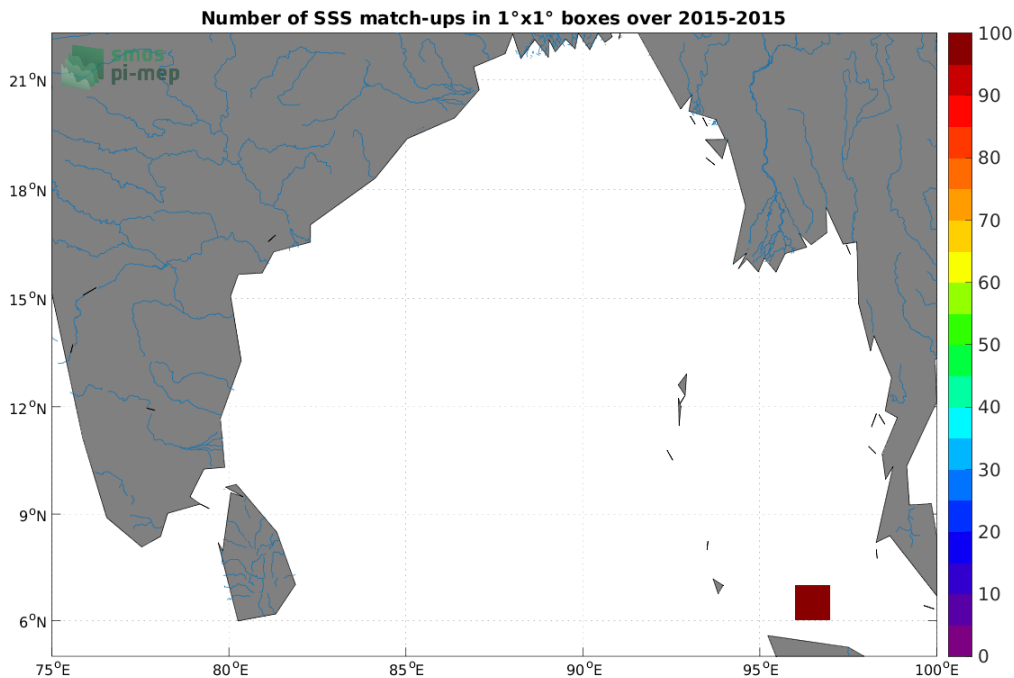 Number of SSS match-ups in 1°x1° boxes over 2015-2015
smos
pi-mep
21°N
18°N
15°N
12°N
9°N
6°N
75°E
80°E
85°E
90°E
95°E
100°E
100
90
80
70
60
50
40
30
20
10
0